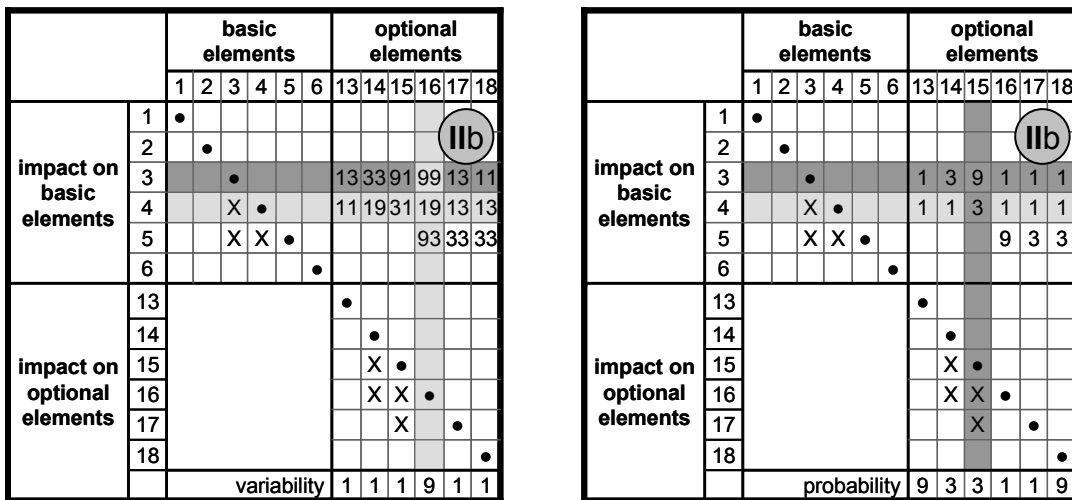 basic elements optional elements
1 2 3 4 5 6 13 14 15 16 17 18
impact on basic elements
1 ●
2 ● IIb
3 ● 13 33 91 99 13 11
4 X ● 11 19 31 19 13 13
5 X X ● 93 33 33
6 ●
impact on optional elements
13 ●
14 ●
15 X ●
16 X X ●
17 X ●
18 ●
variability 1 1 1 9 1 1
basic elements optional elements
1 2 3 4 5 6 13 14 15 16 17 18
impact on basic elements
1 ●
2 ● IIb
3 ● 1 3 9 1 1 1
4 X ● 1 1 3 1 1 1
5 X X ● 9 3 3
6 ●
impact on optional elements
13 ●
14 ●
15 X ●
16 X X ●
17 X ●
18 ●
probability 9 3 3 1 1 9